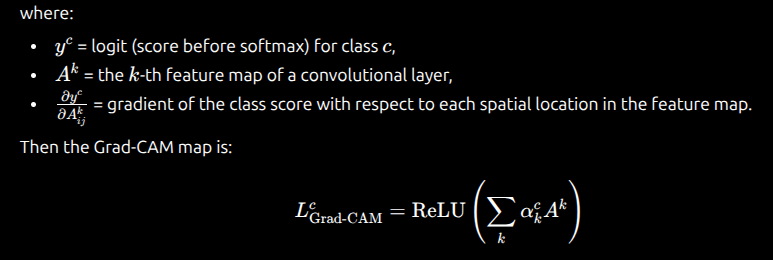 where:
• $y^c$ = logit (score before softmax) for class $c$,
• $A^k$ = the $k$-th feature map of a convolutional layer,
• $\frac{\partial y^c}{\partial A^k_{ij}}$ = gradient of the class score with respect to each spatial location in the feature map.
Then the Grad-CAM map is:
$L^c_{\text{Grad-CAM}} = \text{ReLU}\left(\sum_k \alpha^c_k A^k\right)$